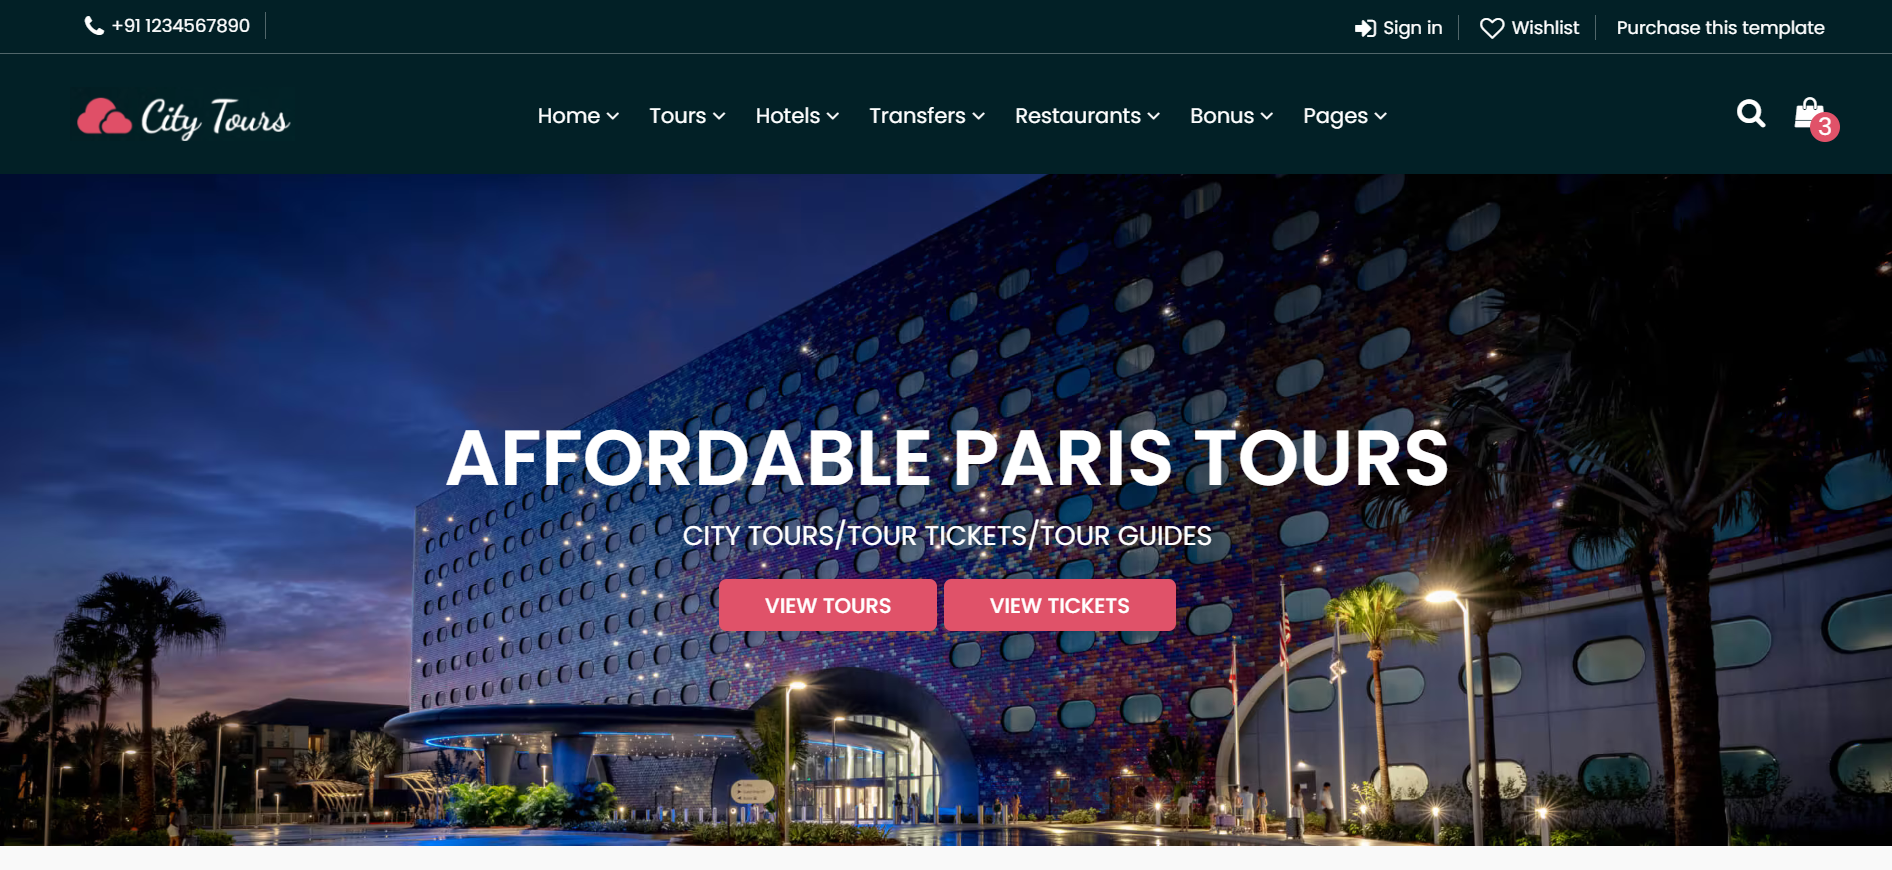 +91 1234567890
Sign in
Wishlist
Purchase this template
City Tours
Home
Tours
Hotels
Transfers
Restaurants
Bonus
Pages
3
AFFORDABLE PARIS TOURS
CITY TOURS/TOUR TICKETS/TOUR GUIDES
VIEW TOURS
VIEW TICKETS